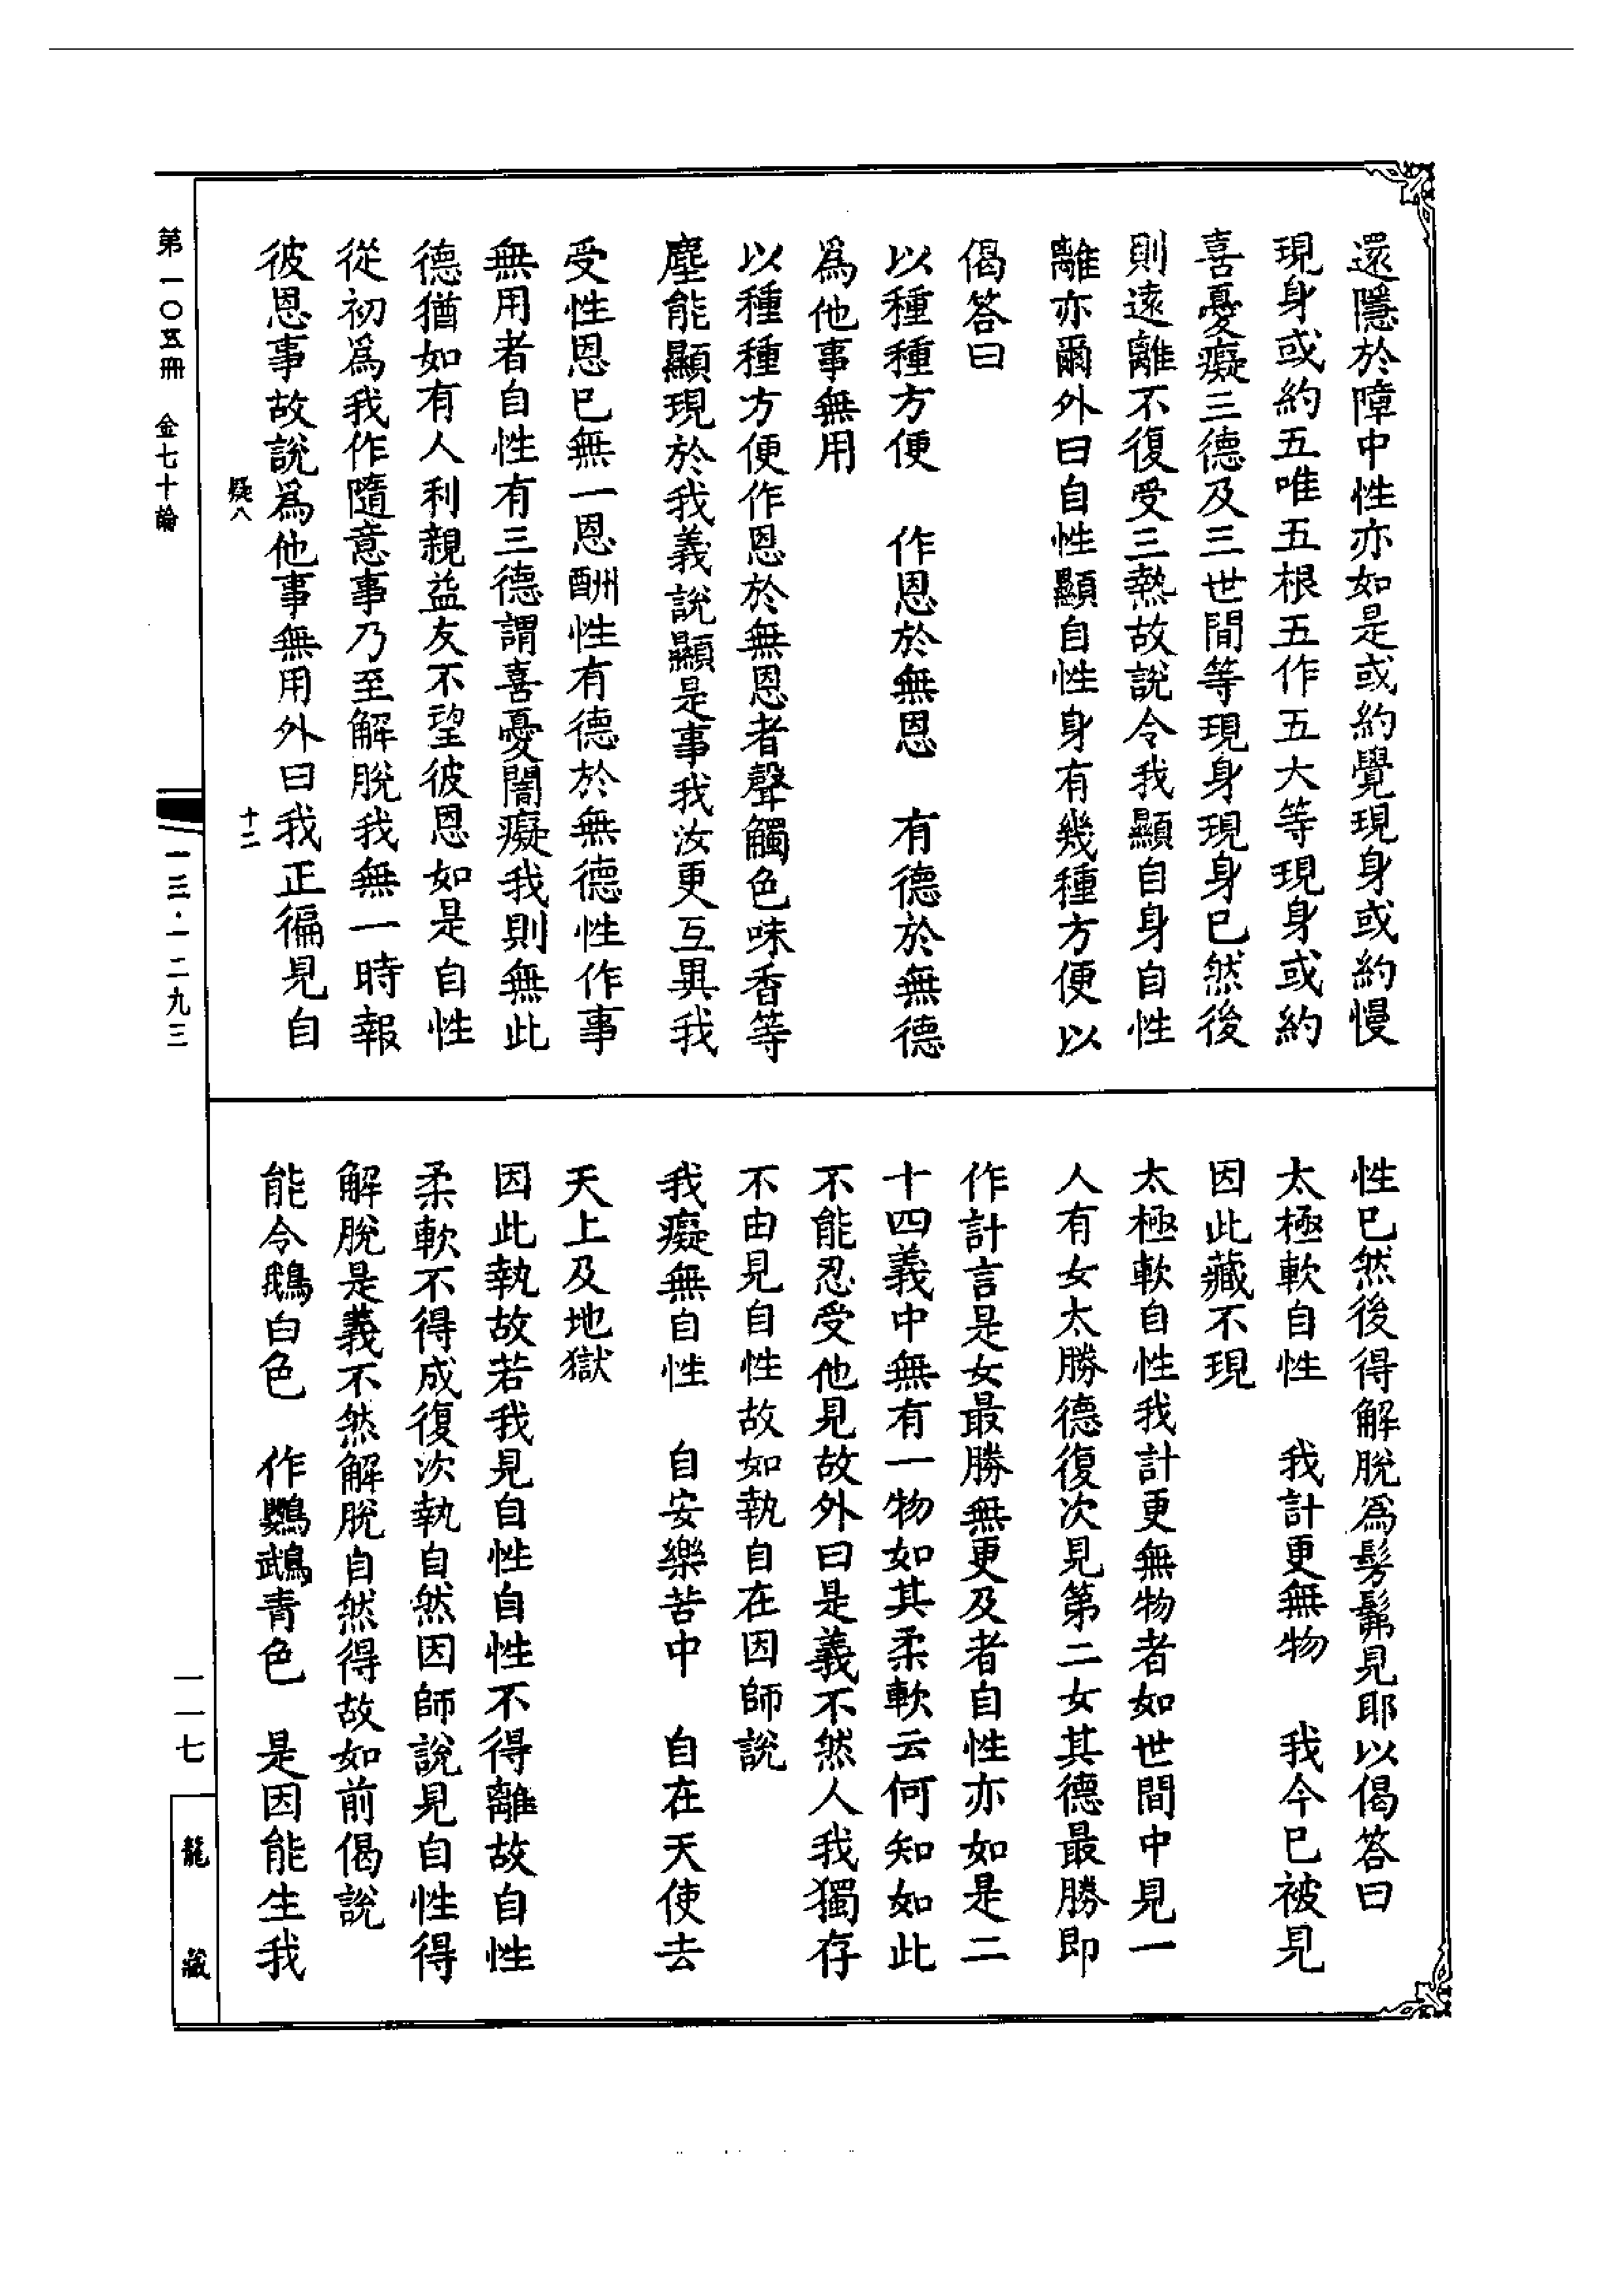 還隱於障中性亦如是或約覺現身或約慢
現身或約五唯五根五作五大等現身或約
喜憂癡三德及三世間等現身現身已然後
則遠離不復受三熱故說令我顯自身自性
離亦爾外曰自性顯自性身有幾種方便以
偈答曰
以種種方便　作恩於無恩　有德於無德
爲他事無用
以種種方便作恩於無恩者聲觸色味香等
塵能顯現於我義說顯是事我汝更互異我
受性恩已無一恩酬性有德於無德性作事
無用者自性有三德謂喜憂闇癡我則無此
德猶如有人利親益友不望彼恩如是自性
從初爲我作隨意事乃至解脫我無一時報
彼恩事故說爲他事無用外曰我正徧見自
性已然後得解脫爲髣髴見耶以偈答曰
太極軟自性　我計更無物　我今已被見
因此藏不現
太極軟自性我計更無物者如世間中見一
人有女太勝德復次見第二女其德最勝即
作計言是女最勝無更及者自性亦如是二
十四義中無有一物如其柔軟云何知如此
不能忍受他見故外曰是義不然人我獨存
不由見自性故如執自在因師說
我癡無自性　自安樂苦中　自在天使去
天上及地獄
因此執故若我見自性自性不得離故自性
柔軟不得成復次執自然因師說見自性得
解脫是義不然解脫自然得故如前偈說
能令鵝白色　作鸚鵡青色　是因能生我
疑八
十二
第一〇五冊　金七十論
一三·一二九三
一一七
龍藏